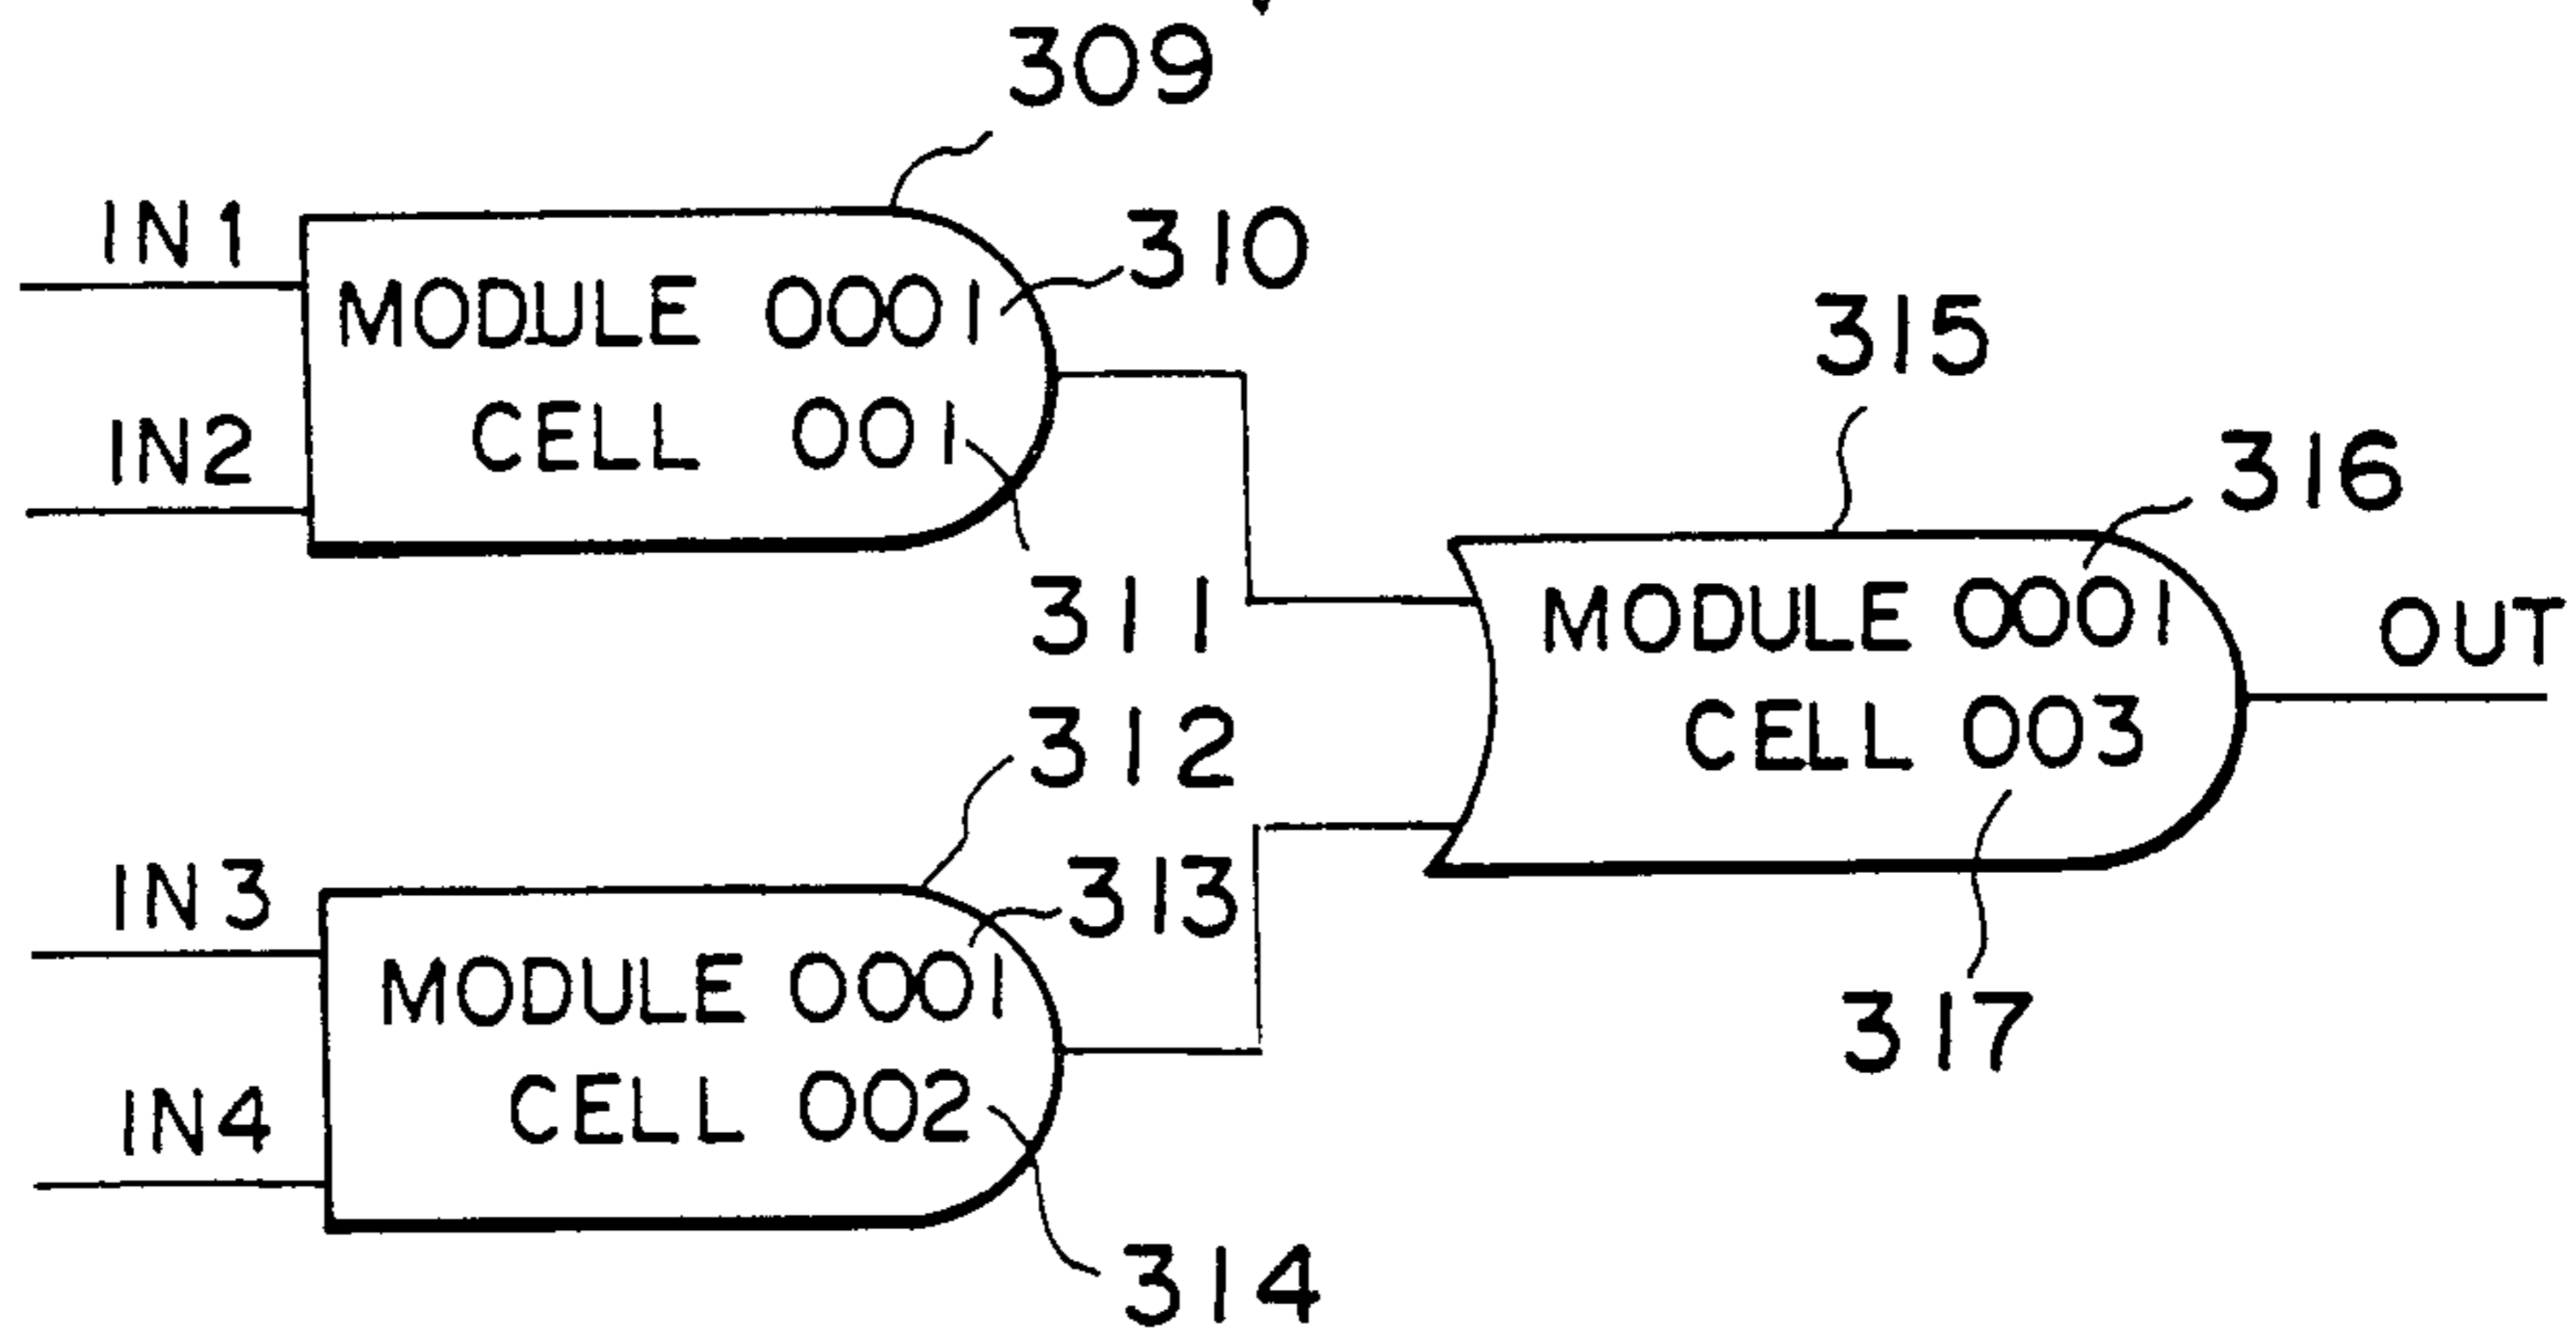 309
IN1
310
MODULE 0001
IN2
CELL 001
311
315
316
MODULE 0001
OUT
CELL 003
317
312
IN3
313
MODULE 0001
IN4
CELL 002
314